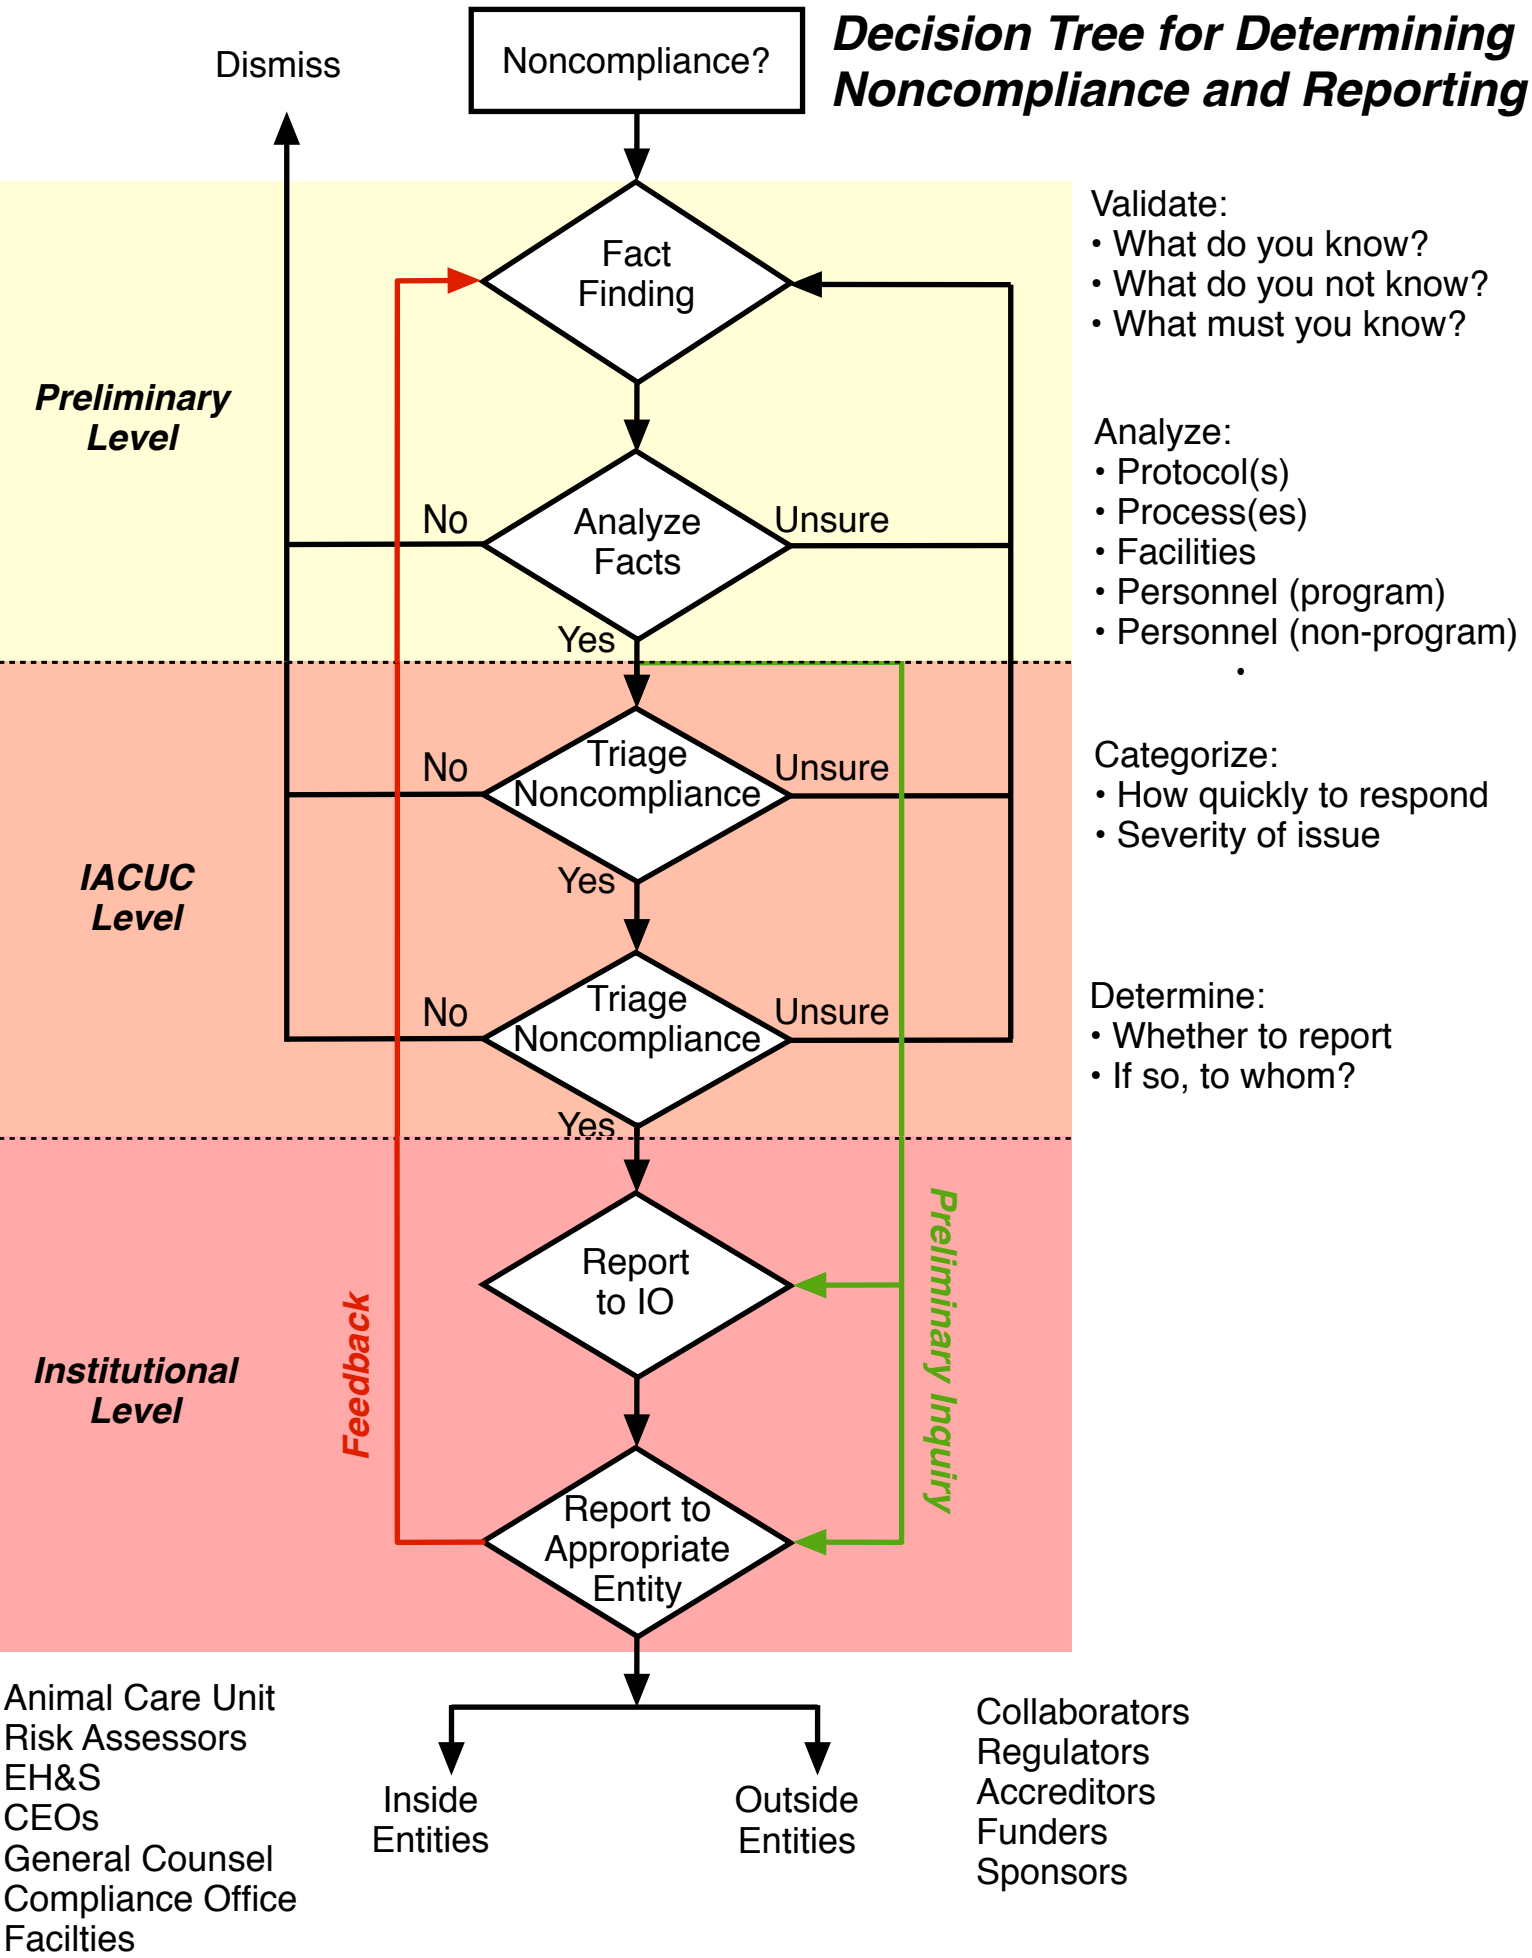 Decision Tree for Determining
Noncompliance and Reporting
Noncompliance?
Dismiss
Fact
Finding
Validate:
• What do you know?
• What do you not know?
• What must you know?
Preliminary
Level
Analyze:
• Protocol(s)
• Process(es)
• Facilities
• Personnel (program)
• Personnel (non-program)
•
No
Analyze
Facts
Unsure
Yes
Triage
Noncompliance
No
Unsure
Yes
Categorize:
• How quickly to respond
• Severity of issue
IACUC
Level
Triage
Noncompliance
No
Unsure
Yes
Determine:
• Whether to report
• If so, to whom?
Report
to IO
Institutional
Level
Feedback
Preliminary Inquiry
Report to
Appropriate
Entity
Animal Care Unit
Risk Assessors
EH&S
CEOs
General Counsel
Compliance Office
Facilties
Inside
Entities
Outside
Entities
Collaborators
Regulators
Accreditors
Funders
Sponsors